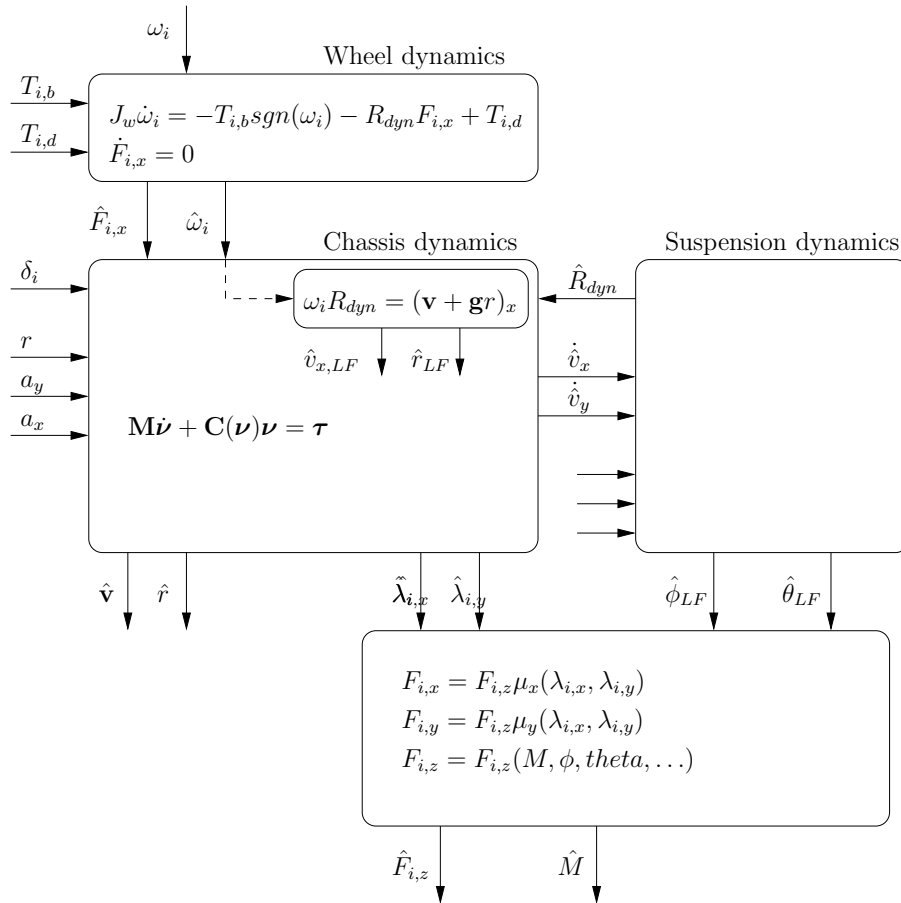 ω_i
Wheel dynamics
T_{i,b}
J_w ω̇_i = −T_{i,b} sgn(ω_i) − R_{dyn} F_{i,x} + T_{i,d}
T_{i,d}
Ḟ_{i,x} = 0
F̂_{i,x} ω̂_i
Chassis dynamics Suspension dynamics
δ_i
R̂_{dyn}
ω_i R_{dyn} = (v + gr)_x
r
v̂_{x,LF} r̂_{LF}
v̂̇_x
a_y
v̂̇_y
a_x
Mν̇ + C(ν)ν = τ
v̂ r̂ λ̂_{i,x} λ̂_{i,y} ϕ̂_{LF} θ̂_{LF}
F_{i,x} = F_{i,z} μ_x(λ_{i,x}, λ_{i,y})
F_{i,y} = F_{i,z} μ_y(λ_{i,x}, λ_{i,y})
F_{i,z} = F_{i,z}(M, ϕ, theta, . . .)
F̂_{i,z} M̂